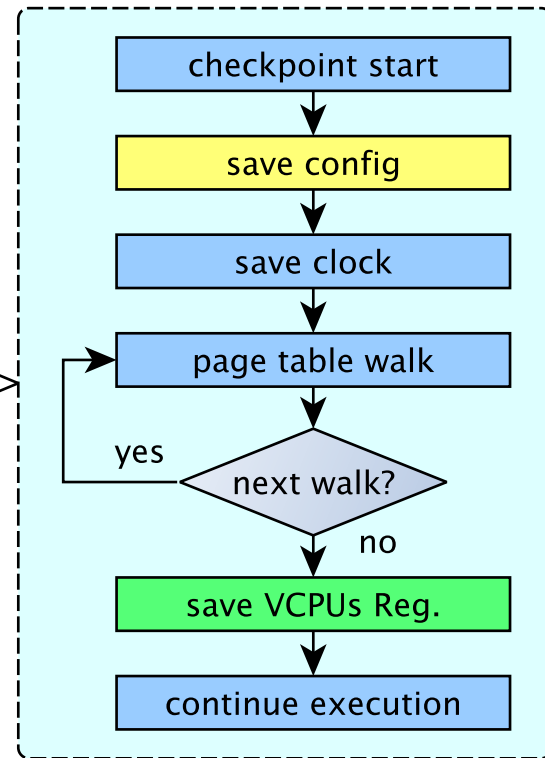 checkpoint start
save config
save clock
page table walk
yes
next walk?
no
save VCPUs Reg.
continue execution